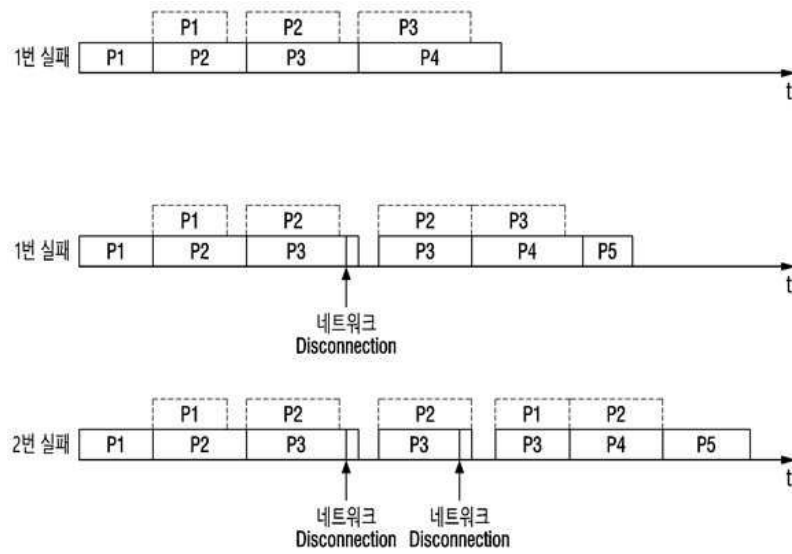 P1 P2 P3
1번 실패 P1 P2 P3 P4
t
P1 P2 P2 P3
1번 실패 P1 P2 P3 P3 P4 P5
t
네트워크
Disconnection
P1 P2 P2 P1 P2
2번 실패 P1 P2 P3 P3 P3 P4 P5
t
네트워크 네트워크
Disconnection Disconnection